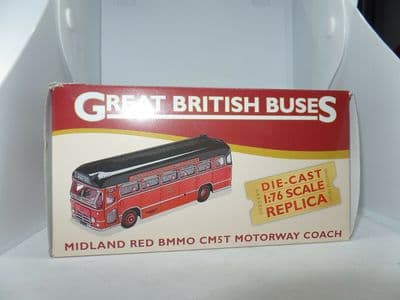 GREAT BRITISH BUSES
DIE-CAST
1:76 SCALE
REPLICA
MIDLAND RED BMMO CM5T MOTORWAY COACH